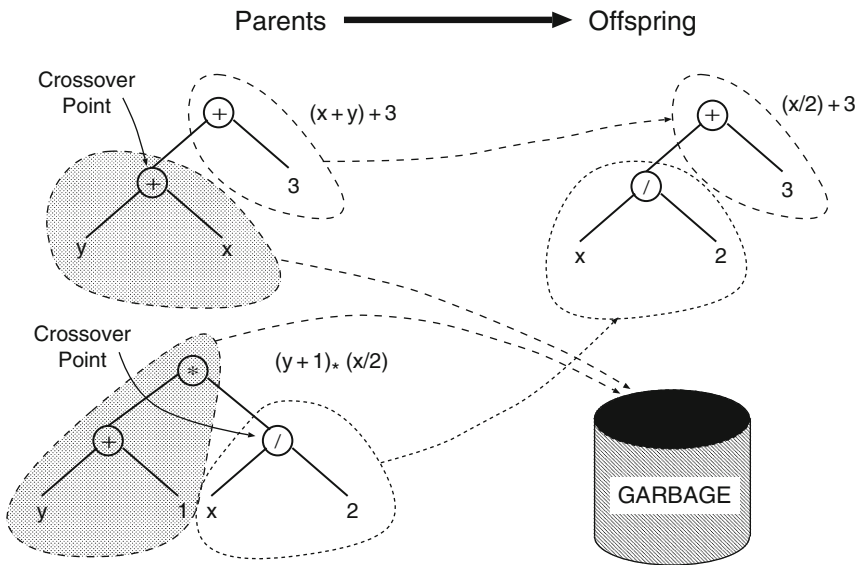 Parents Offspring
Crossover
Point
+
(x + y) + 3
+
3
y
x
+
(x/2) + 3
/
3
x
2
Crossover
Point
*
(y + 1)* (x/2)
+
/
y
1
x
2
GARBAGE